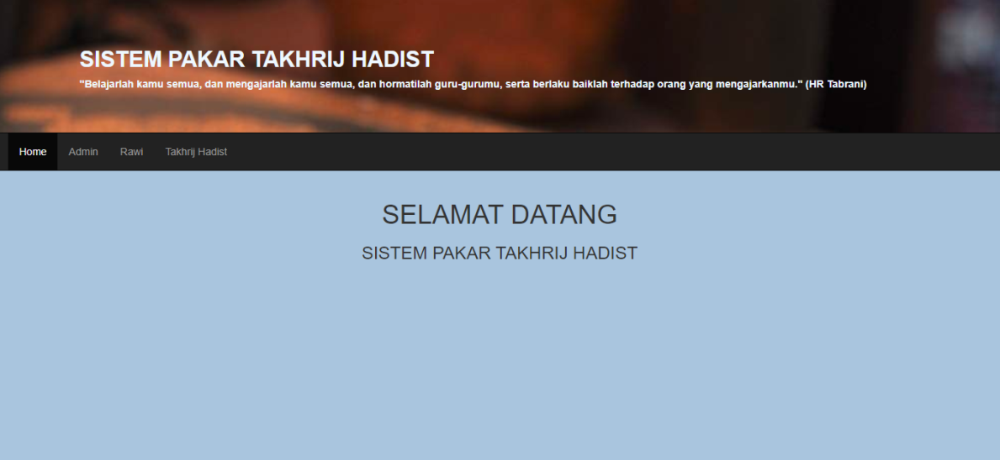 SISTEM PAKAR TAKHRIJ HADIST
"Belajarlah kamu semua, dan mengajarlah kamu semua, dan hormatilah guru-gurumu, serta berlaku baiklah terhadap orang yang mengajarkanmu." (HR Tabrani)
Home Admin Rawi Takhrij Hadist
SELAMAT DATANG
SISTEM PAKAR TAKHRIJ HADIST